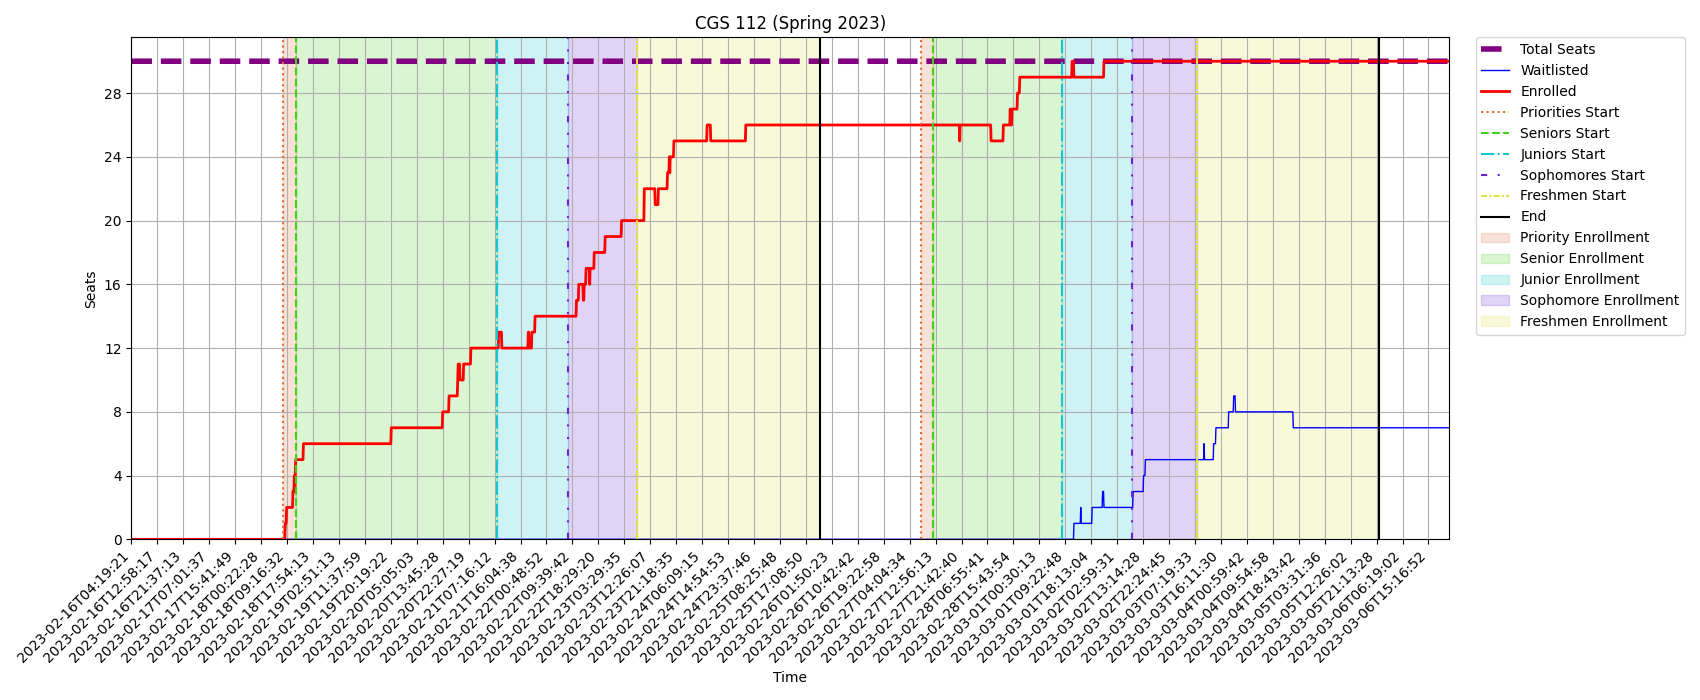 CGS 112 (Spring 2023)
Seats
28
24
20
16
12
8
4
0
2023-02-16T04:19:21
2023-02-16T12:58:17
2023-02-16T21:37:13
2023-02-17T07:01:37
2023-02-17T15:41:49
2023-02-18T00:22:28
2023-02-18T09:16:32
2023-02-18T17:54:13
2023-02-19T02:51:13
2023-02-19T11:37:59
2023-02-19T20:19:22
2023-02-20T05:05:03
2023-02-20T13:45:28
2023-02-20T22:27:19
2023-02-21T07:16:12
2023-02-21T16:04:38
2023-02-22T00:48:52
2023-02-22T09:39:42
2023-02-22T18:29:20
2023-02-23T03:29:35
2023-02-23T12:26:07
2023-02-23T21:18:35
2023-02-24T06:09:15
2023-02-24T14:54:53
2023-02-24T23:37:46
2023-02-25T08:25:48
2023-02-25T17:08:50
2023-02-26T01:50:23
2023-02-26T10:42:42
2023-02-26T19:22:58
2023-02-27T04:04:34
2023-02-27T12:56:13
2023-02-27T21:42:40
2023-02-28T06:55:41
2023-02-28T15:43:54
2023-03-01T00:30:13
2023-03-01T09:22:48
2023-03-01T18:13:04
2023-03-02T02:59:31
2023-03-02T13:14:28
2023-03-02T22:24:45
2023-03-03T07:19:33
2023-03-03T16:11:30
2023-03-04T00:59:42
2023-03-04T09:54:58
2023-03-04T18:43:42
2023-03-05T03:31:36
2023-03-05T12:26:02
2023-03-05T21:13:28
2023-03-06T06:19:02
2023-03-06T15:16:52
Time
Total Seats
Waitlisted
Enrolled
Priorities Start
Seniors Start
Juniors Start
Sophomores Start
Freshmen Start
End
Priority Enrollment
Senior Enrollment
Junior Enrollment
Sophomore Enrollment
Freshmen Enrollment